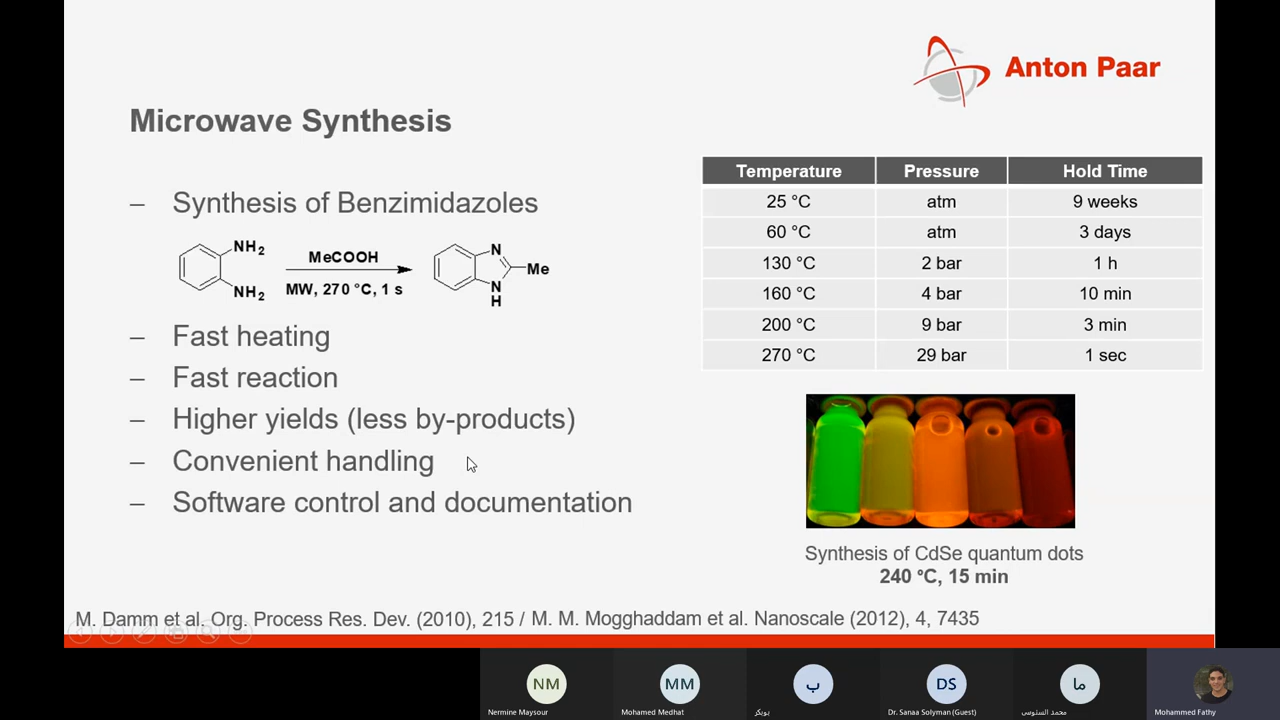 Anton Paar
Microwave Synthesis
– Synthesis of Benzimidazoles
NH2
NH2
MeCOOH
MW, 270 °C, 1 s
N
Me
N
H
– Fast heating
– Fast reaction
– Higher yields (less by-products)
– Convenient handling
– Software control and documentation
Temperature Pressure Hold Time
25 °C atm 9 weeks
60 °C atm 3 days
130 °C 2 bar 1 h
160 °C 4 bar 10 min
200 °C 9 bar 3 min
270 °C 29 bar 1 sec
Synthesis of CdSe quantum dots
240 °C, 15 min
M. Damm et al. Org. Process Res. Dev. (2010), 215 / M. M. Mogghaddam et al. Nanoscale (2012), 4, 7435
NM
MM
ب
DS
ما
Nermine Maysour
Mohamed Medhat
بوبكر
Dr. Sanaa Solyman (Guest)
محمد السنوسى
Mohammed Fathy